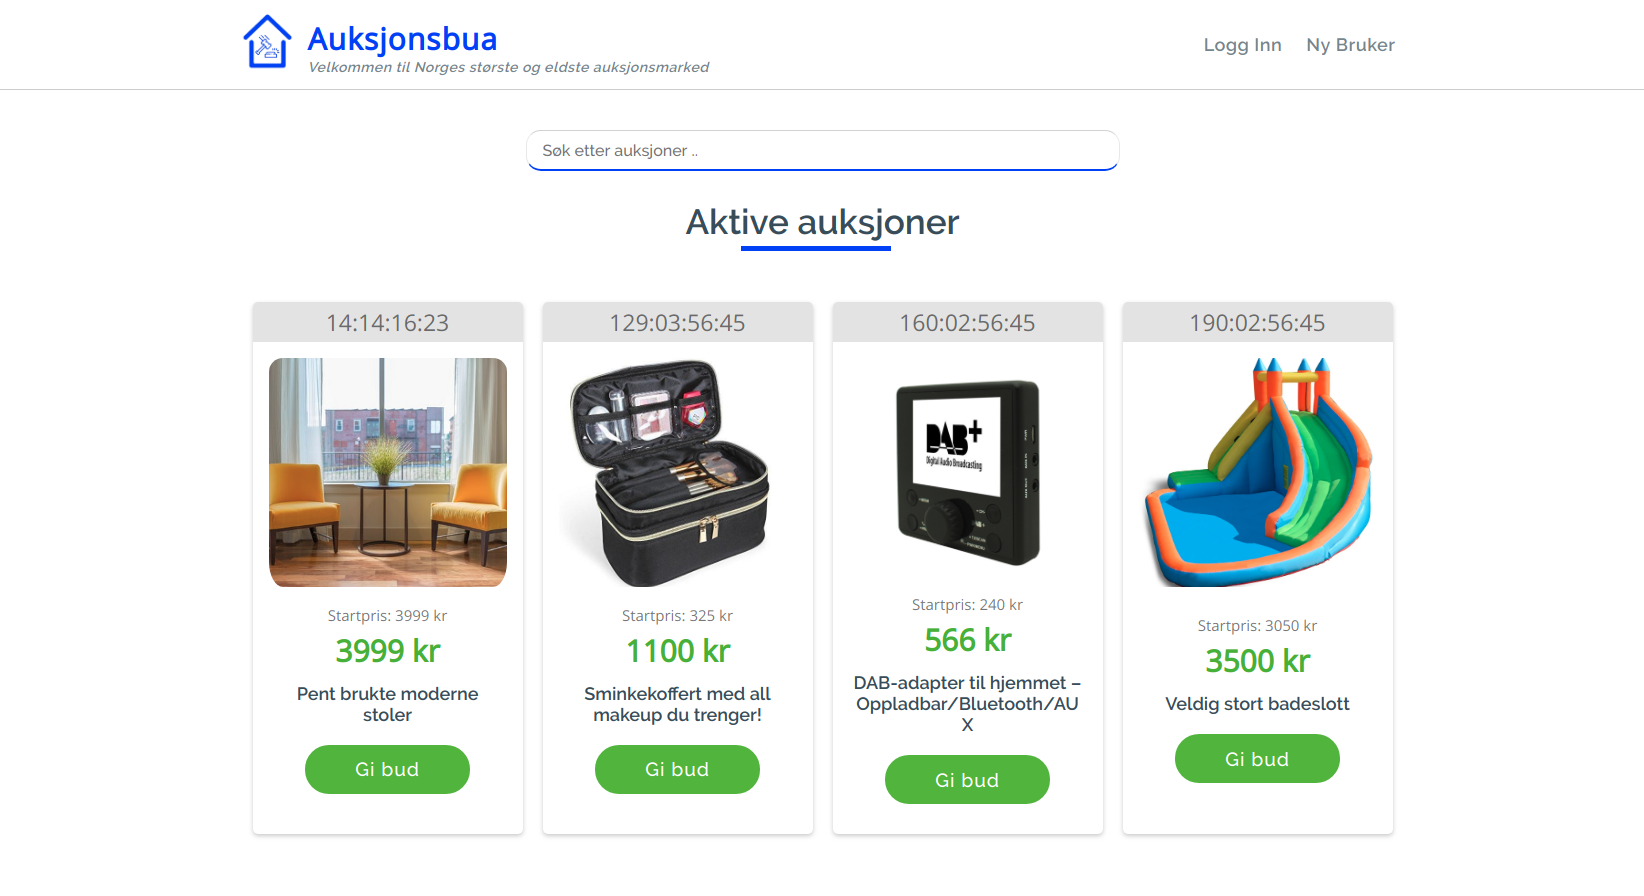 Auksjonsbua
Velkommen til Norges største og eldste auksjonsmarked
Logg Inn
Ny Bruker
Søk etter auksjoner ..
Aktive auksjoner
14:14:16:23
Startpris: 3999 kr
3999 kr
Pent brukte moderne
stoler
Gi bud
129:03:56:45
Startpris: 325 kr
1100 kr
Sminkekoffert med all
makeup du trenger!
Gi bud
160:02:56:45
DAB+
Digital Audio Broadcasting
Startpris: 240 kr
566 kr
DAB-adapter til hjemmet –
Oppladbar/Bluetooth/AU
X
Gi bud
190:02:56:45
Startpris: 3050 kr
3500 kr
Veldig stort badeslott
Gi bud